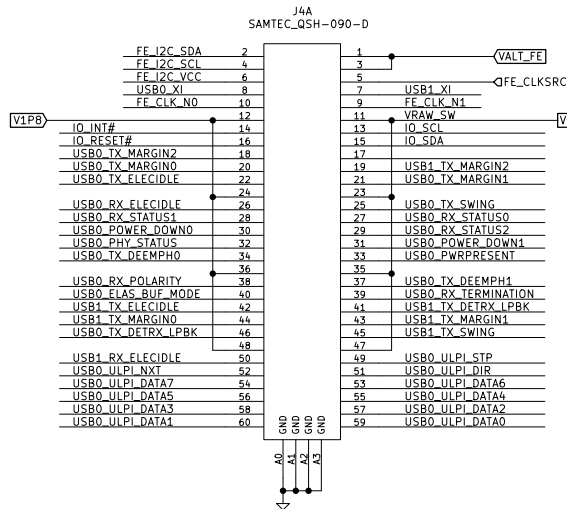 J4A
SAMTEC_QSH-090-D
FE_I2C_SDA 2 1 VALT_FE
FE_I2C_SCL 4 3
FE_I2C_VCC 6 5 FE_CLKSRC
USB0_XI 8 7 USB1_XI
FE_CLK_N0 10 9 FE_CLK_N1
V1P8 12 11 VRAW_SW V
IO_INT# 14 13 IO_SCL
IO_RESET# 16 15 IO_SDA
USB0_TX_MARGIN2 18 17
USB0_TX_MARGIN0 20 19 USB1_TX_MARGIN2
USB0_TX_ELECIDLE 22 21 USB0_TX_MARGIN1
24 23
USB0_RX_ELECIDLE 26 25 USB0_TX_SWING
USB0_RX_STATUS1 28 27 USB0_RX_STATUS0
USB0_POWER_DOWN0 30 29 USB0_RX_STATUS2
USB0_PHY_STATUS 32 31 USB0_POWER_DOWN1
USB0_TX_DEEMPH0 34 33 USB0_PWRPRESENT
36 35
USB0_RX_POLARITY 38 37 USB0_TX_DEEMPH1
USB0_ELAS_BUF_MODE 40 39 USB0_RX_TERMINATION
USB1_TX_ELECIDLE 42 41 USB1_TX_DETRX_LPBK
USB1_TX_MARGIN0 44 43 USB1_TX_MARGIN1
USB0_TX_DETRX_LPBK 46 45 USB1_TX_SWING
48 47
USB1_RX_ELECIDLE 50 49 USB0_ULPI_STP
USB0_ULPI_NXT 52 51 USB0_ULPI_DIR
USB0_ULPI_DATA7 54 53 USB0_ULPI_DATA6
USB0_ULPI_DATA5 56 55 USB0_ULPI_DATA4
USB0_ULPI_DATA3 58 57 USB0_ULPI_DATA2
USB0_ULPI_DATA1 60 59 USB0_ULPI_DATA0
GND GND GND GND
A0 A1 A2 A3